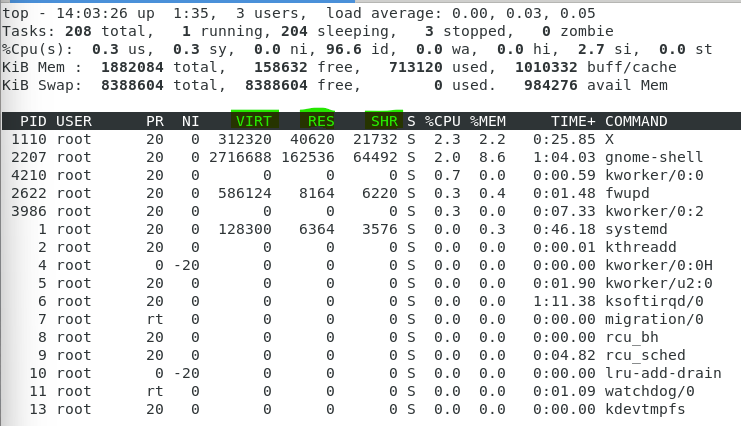 top - 14:03:26 up  1:35,  3 users,  load average: 0.00, 0.03, 0.05
Tasks: 208 total,   1 running, 204 sleeping,   3 stopped,   0 zombie
%Cpu(s):  0.3 us,  0.3 sy,  0.0 ni, 96.6 id,  0.0 wa,  0.0 hi,  2.7 si,  0.0 st
KiB Mem :  1882084 total,   158632 free,   713120 used,  1010332 buff/cache
KiB Swap:  8388604 total,  8388604 free,        0 used.   984276 avail Mem
PID USER      PR  NI    VIRT    RES    SHR S %CPU %MEM     TIME+ COMMAND
1110 root      20   0  312320  40620  21732 S  2.3  2.2   0:25.85 X
2207 root      20   0 2716688 162536  64492 S  2.0  8.6   1:04.03 gnome-shell
4210 root      20   0       0      0      0 S  0.7  0.0   0:00.59 kworker/0:0
2622 root      20   0  586124   8164   6220 S  0.3  0.4   0:01.48 fwupd
3986 root      20   0       0      0      0 S  0.3  0.0   0:07.33 kworker/0:2
1 root      20   0  128300   6364   3576 S  0.0  0.3   0:46.18 systemd
2 root      20   0       0      0      0 S  0.0  0.0   0:00.01 kthreadd
4 root       0 -20       0      0      0 S  0.0  0.0   0:00.00 kworker/0:0H
5 root      20   0       0      0      0 S  0.0  0.0   0:01.90 kworker/u2:0
6 root      20   0       0      0      0 S  0.0  0.0   1:11.38 ksoftirqd/0
7 root      rt   0       0      0      0 S  0.0  0.0   0:00.00 migration/0
8 root      20   0       0      0      0 S  0.0  0.0   0:00.00 rcu_bh
9 root      20   0       0      0      0 S  0.0  0.0   0:04.82 rcu_sched
10 root       0 -20       0      0      0 S  0.0  0.0   0:00.00 lru-add-drain
11 root      rt   0       0      0      0 S  0.0  0.0   0:01.09 watchdog/0
13 root      20   0       0      0      0 S  0.0  0.0   0:00.00 kdevtmpfs